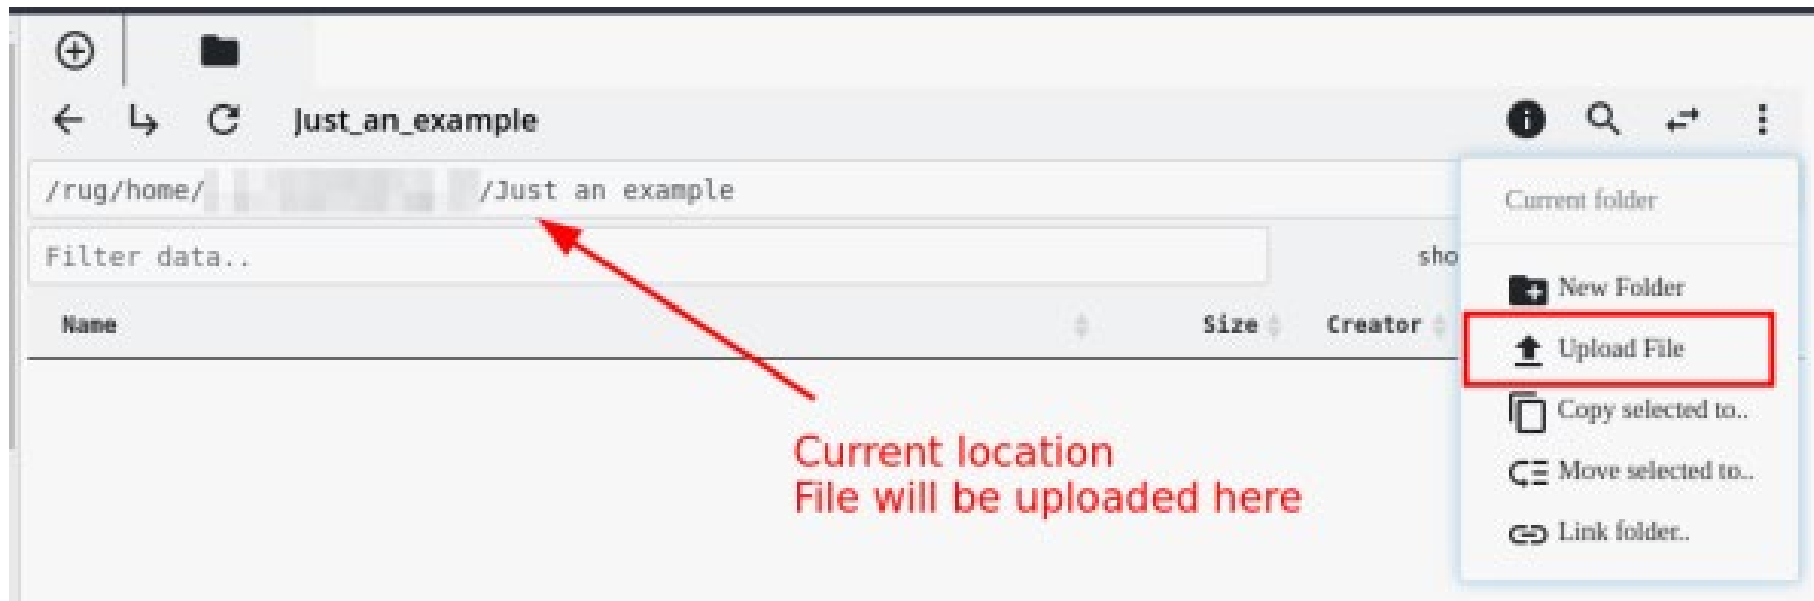 Just_an_example
/rug/home/ /Just an example
Filter data..
sho
Name Size Creator
Current location
File will be uploaded here
Current folder
New Folder
Upload File
Copy selected to..
Move selected to..
Link folder..